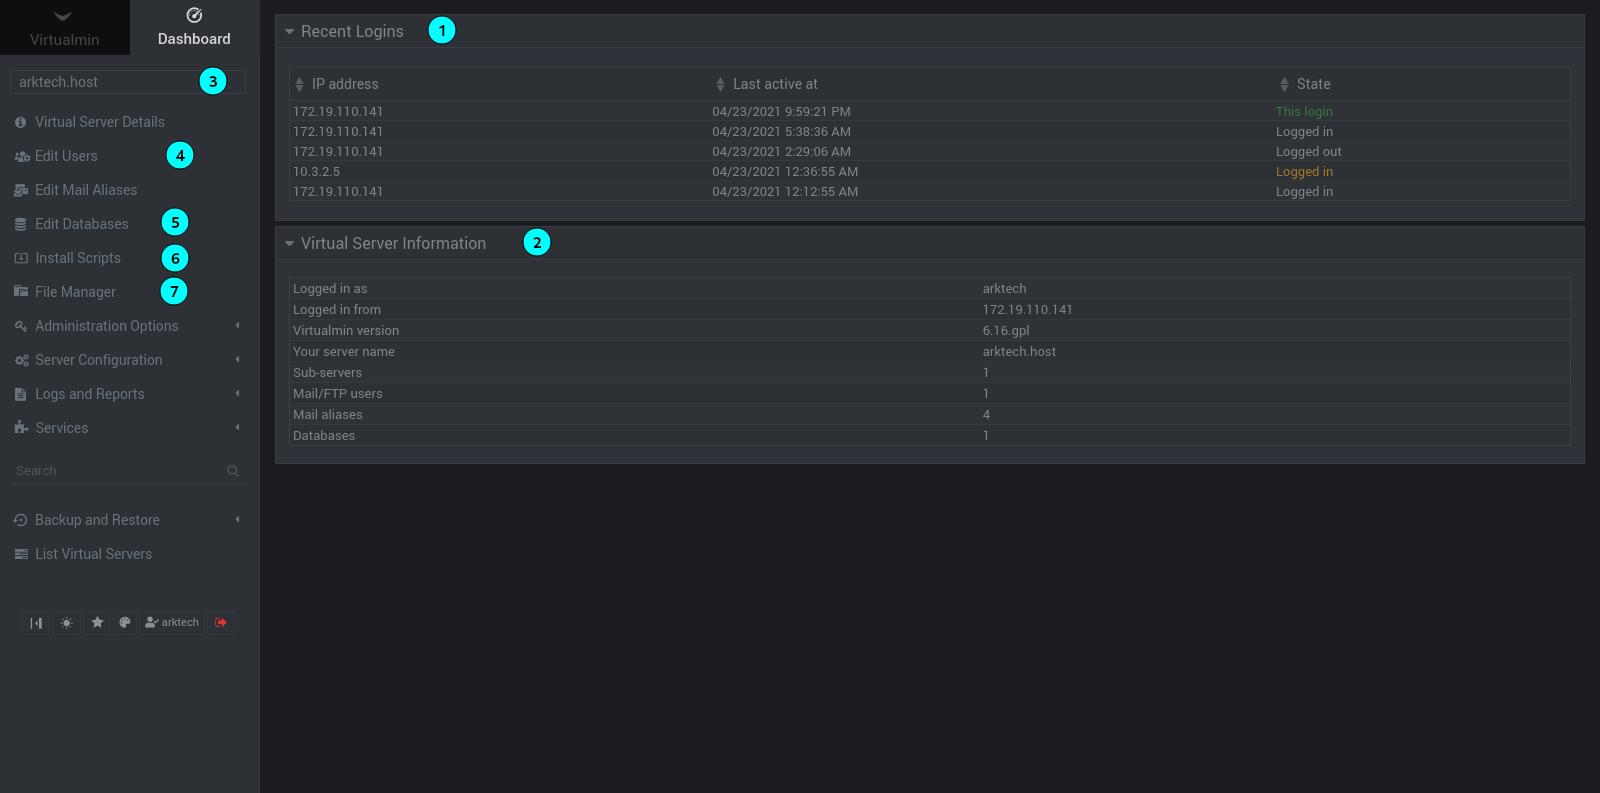 Virtualmin
Dashboard
arktech.host 3
Virtual Server Details
Edit Users 4
Edit Mail Aliases
Edit Databases 5
Install Scripts 6
File Manager 7
Administration Options
Server Configuration
Logs and Reports
Services
Search
Backup and Restore
List Virtual Servers
arktech
Recent Logins 1
IP address Last active at State
172.19.110.141 04/23/2021 9:59:21 PM This login
172.19.110.141 04/23/2021 5:38:36 AM Logged in
172.19.110.141 04/23/2021 2:29:06 AM Logged out
10.3.2.5 04/23/2021 12:36:55 AM Logged in
172.19.110.141 04/23/2021 12:12:55 AM Logged in
Virtual Server Information 2
Logged in as arktech
Logged in from 172.19.110.141
Virtualmin version 6.16.gpl
Your server name arktech.host
Sub-servers 1
Mail/FTP users 1
Mail aliases 4
Databases 1